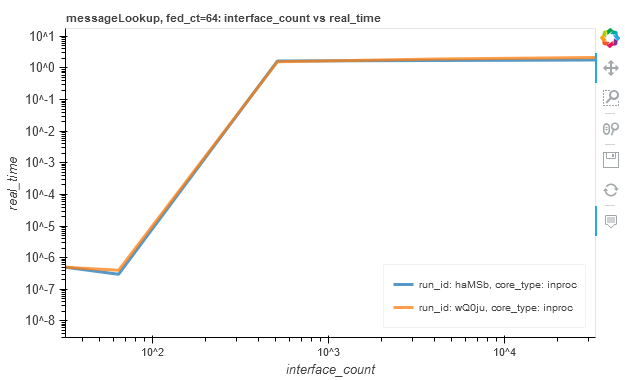 messageLookup, fed_ct=64: interface_count vs real_time
10^1
10^0
10^-1
10^-2
10^-3
10^-4
10^-5
10^-6
10^-7
10^-8
real_time
run_id: haMSb, core_type: inproc
run_id: wQ0ju, core_type: inproc
10^2
10^3
10^4
interface_count